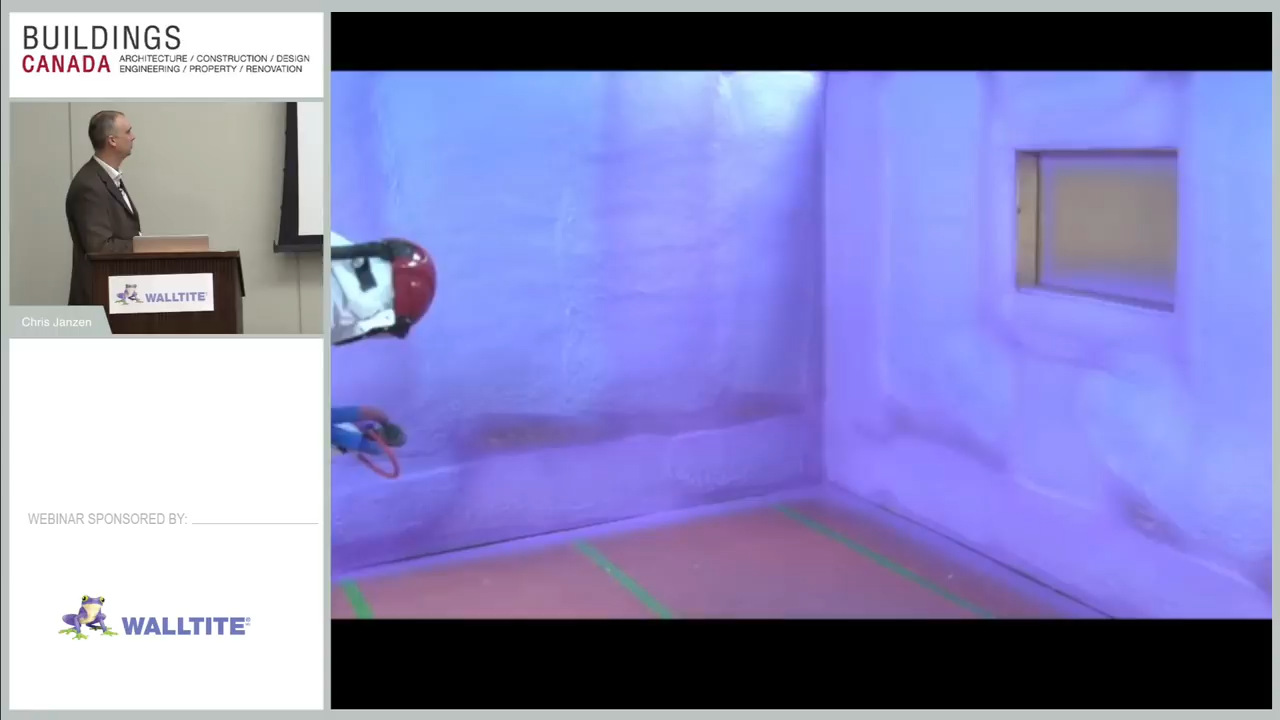 BUILDINGS
CANADA ARCHITECTURE / CONSTRUCTION / DESIGN
ENGINEERING / PROPERTY / RENOVATION
WALLTITE
Chris Janzen
WEBINAR SPONSORED BY:
WALLTITE